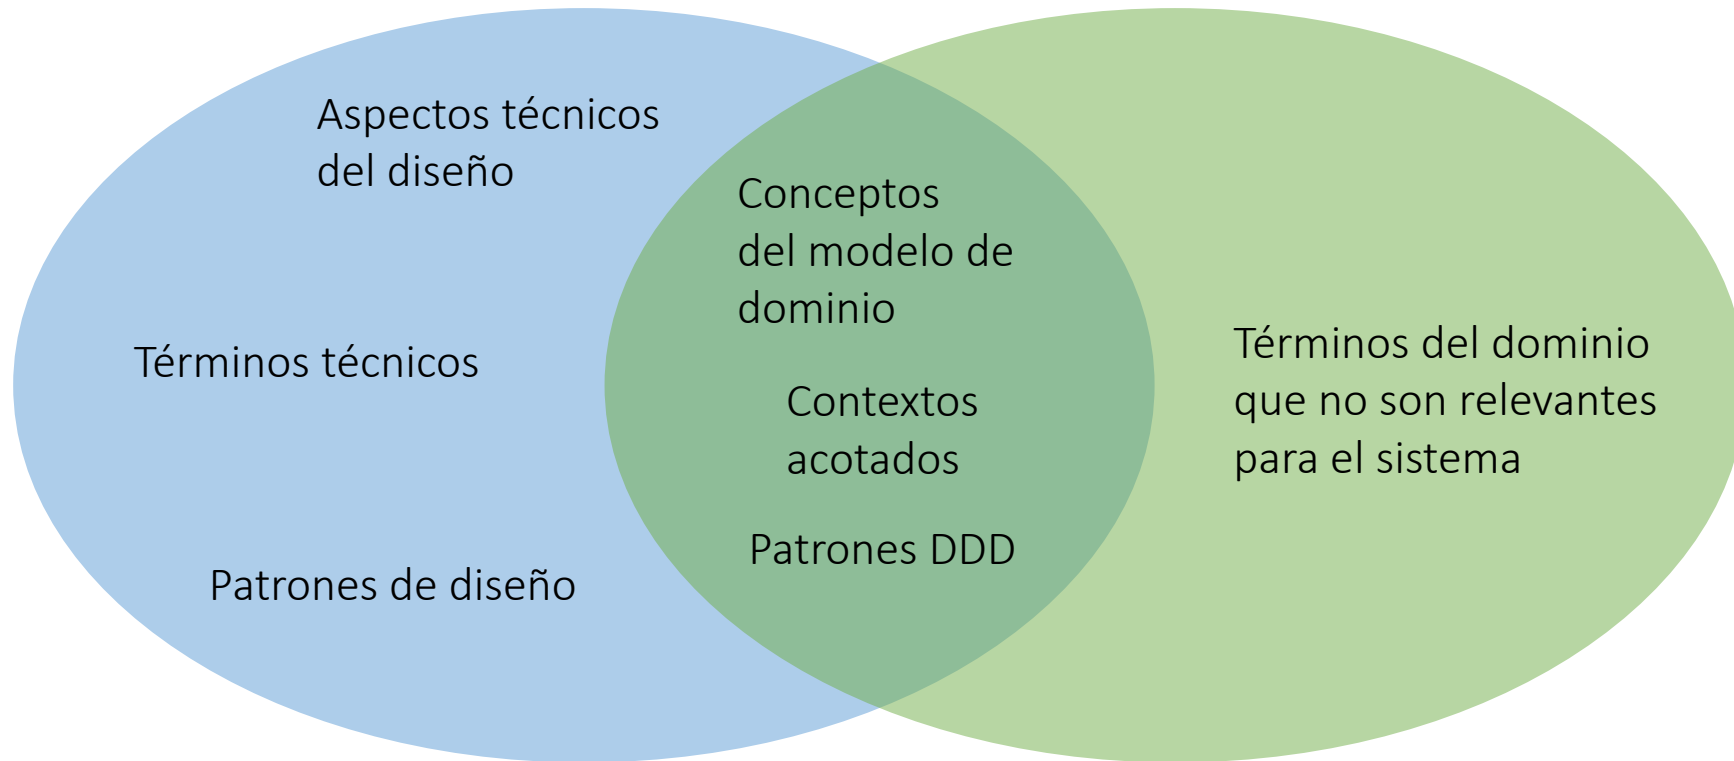 Aspectos técnicos
del diseño
Términos técnicos
Patrones de diseño
Conceptos
del modelo de
dominio
Contextos
acotados
Patrones DDD
Términos del dominio
que no son relevantes
para el sistema